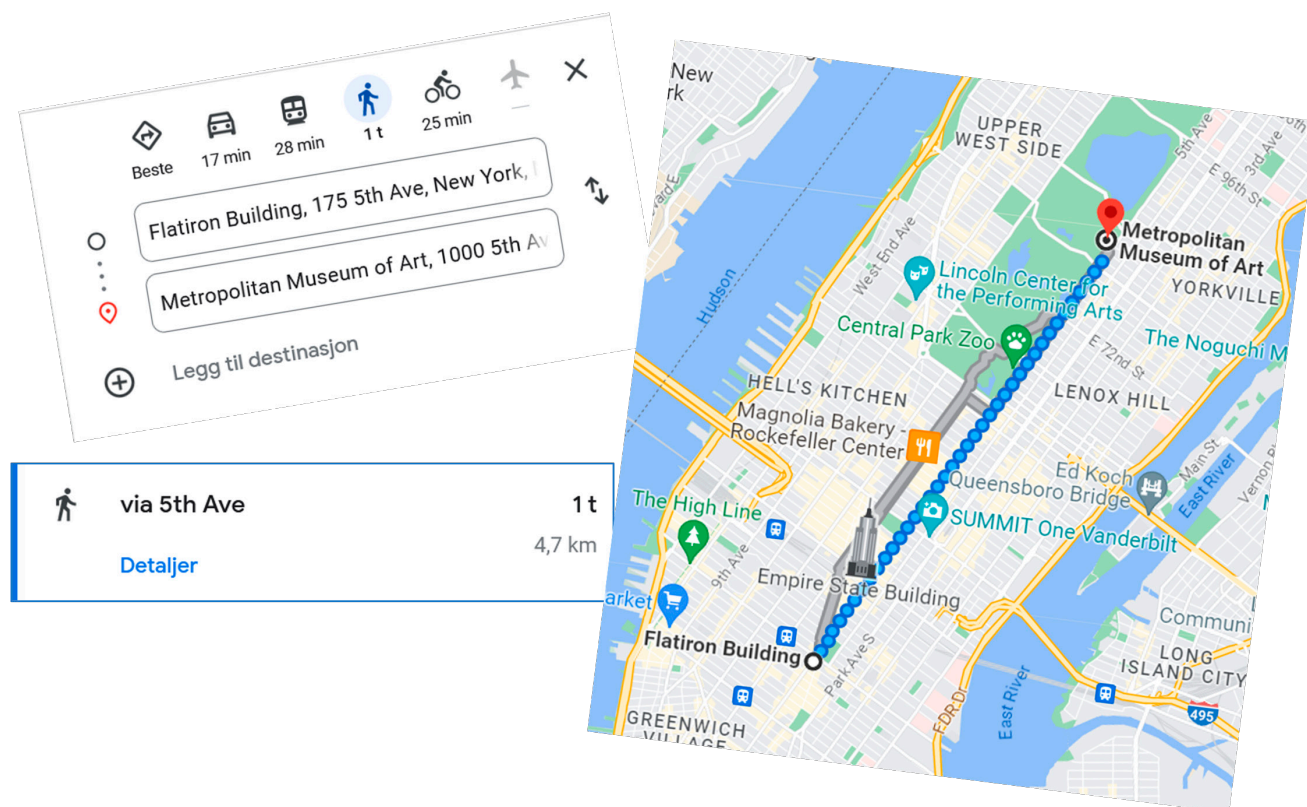 Beste
17 min
28 min
1 t
25 min
Flatiron Building, 175 5th Ave, New York,
Metropolitan Museum of Art, 1000 5th Av
Legg til destinasjon
via 5th Ave
1 t
4,7 km
Detaljer
New
rk
UPPER
WEST SIDE
5th Ave
3rd Ave
E 96th St
West End Ave
Metropolitan
Museum of Art
YORKVILLE
Hudson
Lincoln Center for
the Performing Arts
Central Park Zoo
E 72nd St
The Noguchi M
HELL'S KITCHEN
LENOX HILL
Magnolia Bakery -
Rockefeller Center
Ed Koch
Queensboro Bridge
Main St
East River
Vernon
The High Line
SUMMIT One Vanderbilt
9th Ave
Empire State Building
arket
Communi
Flatiron Building
Park Ave S
LONG
ISLAND CITY
FDR Dr
East River
495
GREENWICH
VILLAGE